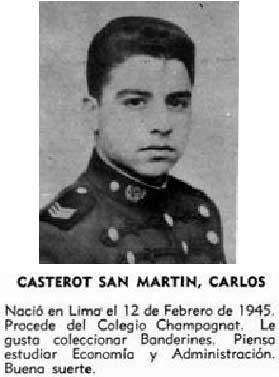 CASTEROT SAN MARTIN, CARLOS
Nació en Lima el 12 de Febrero de 1945.
Procede del Colegio Champagnat. Le
gusta coleccionar Banderines. Piensa
estudiar Economía y Administración.
Buena suerte.